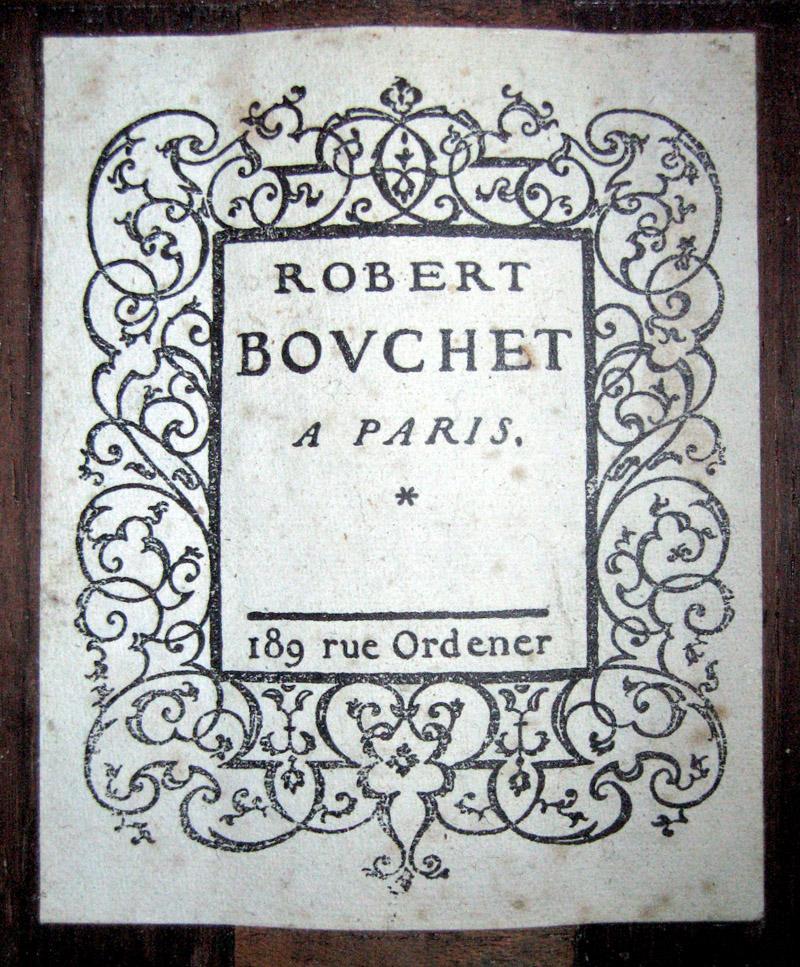 ROBERT
BOVCHET
A PARIS.
*
189 rue Ordener